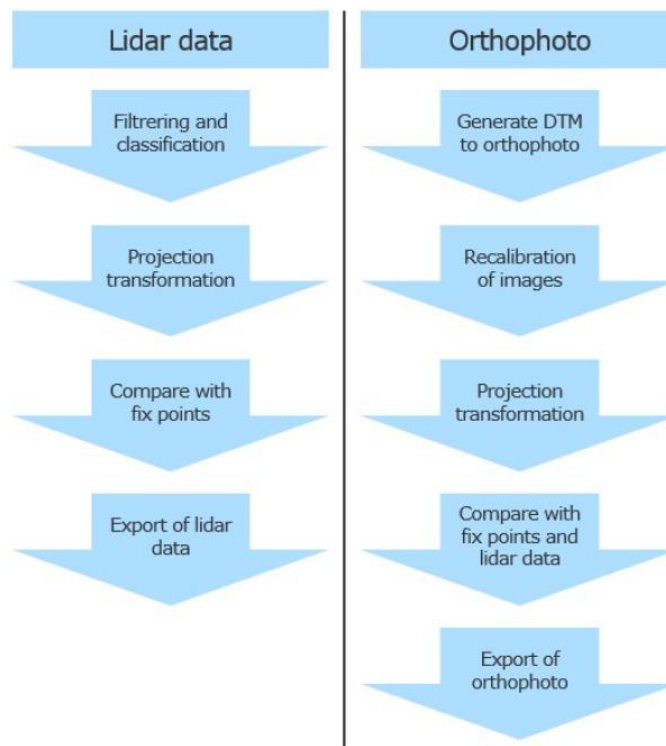 Lidar data
Filtrering and
classification
Projection
transformation
Compare with
fix points
Export of lidar
data
Orthophoto
Generate DTM
to orthophoto
Recalibration
of images
Projection
transformation
Compare with
fix points and
lidar data
Export of
orthophoto